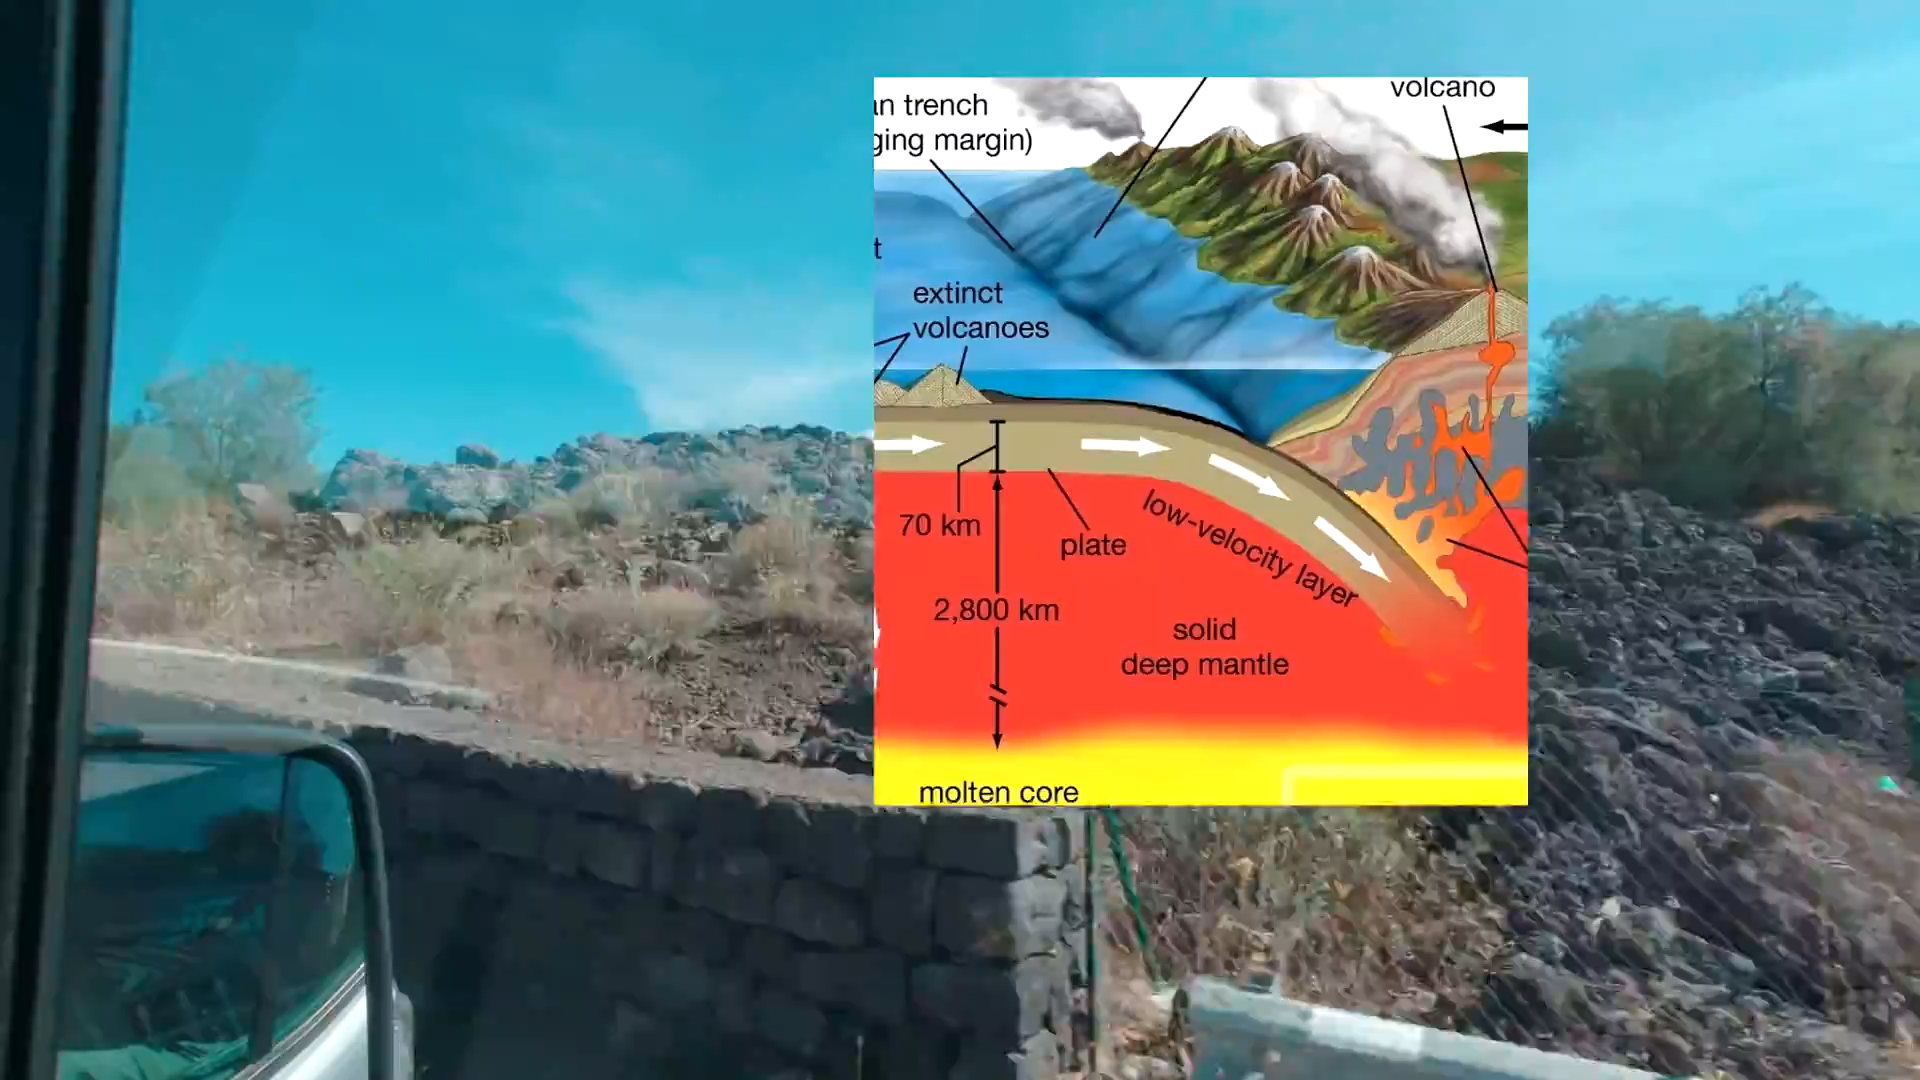 volcano
an trench
ging margin)
t
extinct
volcanoes
70 km
plate
low-velocity layer
2,800 km
solid
deep mantle
molten core